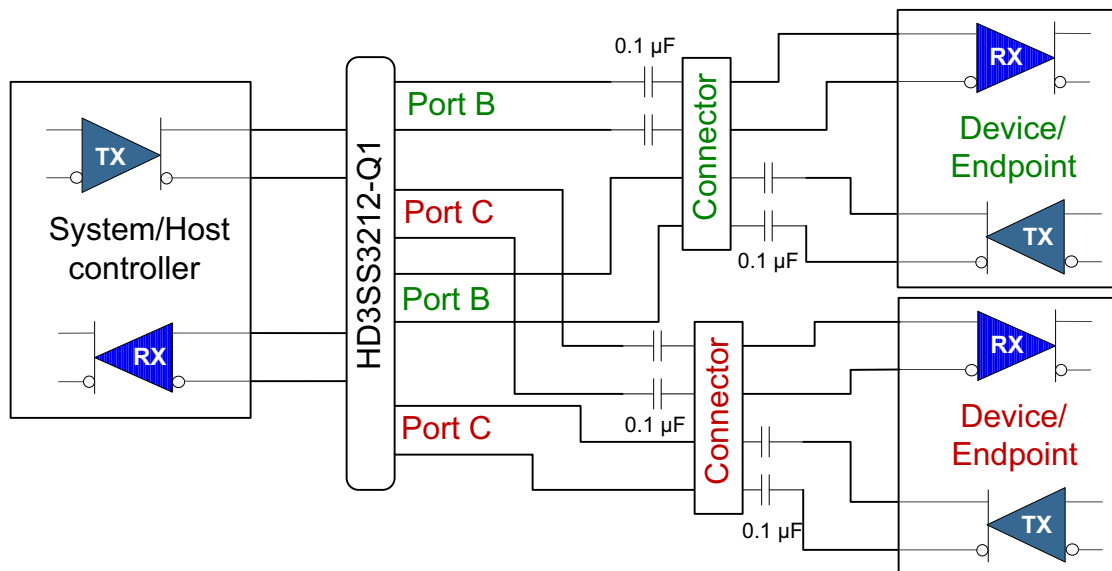 0.1 µF
RX
Port B
TX
Connector
Device/
Endpoint
HD3SS3212-Q1
Port C
System/Host
controller
TX
0.1 µF
Port B
RX
RX
0.1 µF
Port C
Connector
Device/
Endpoint
TX
0.1 µF